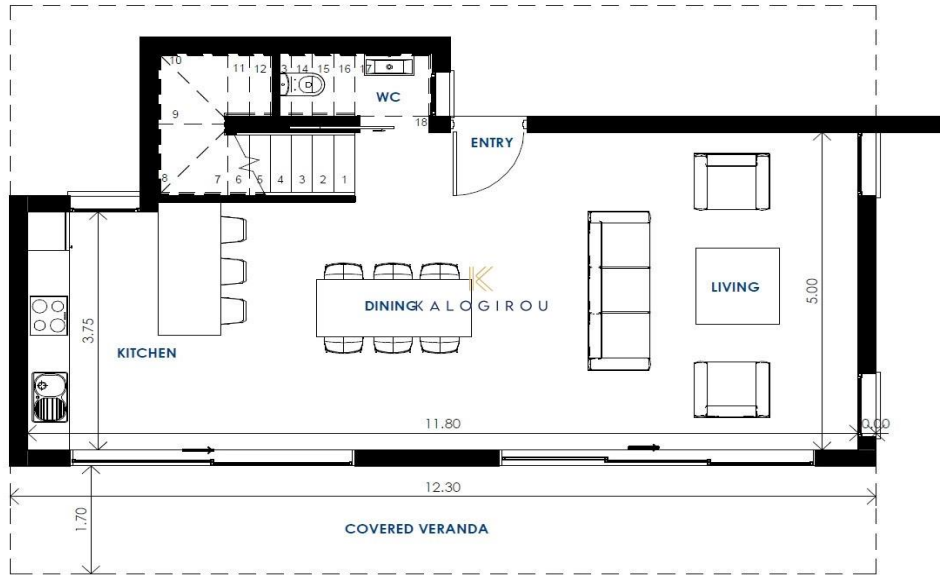 10
11 12 3 14 15 16 17
WC
9
18
ENTRY
8 7 6 5 4 3 2 1
LIVING
5.00
DINING
KALOGIROU
3.75
KITCHEN
11.80
0.00
12.30
1.70
COVERED VERANDA